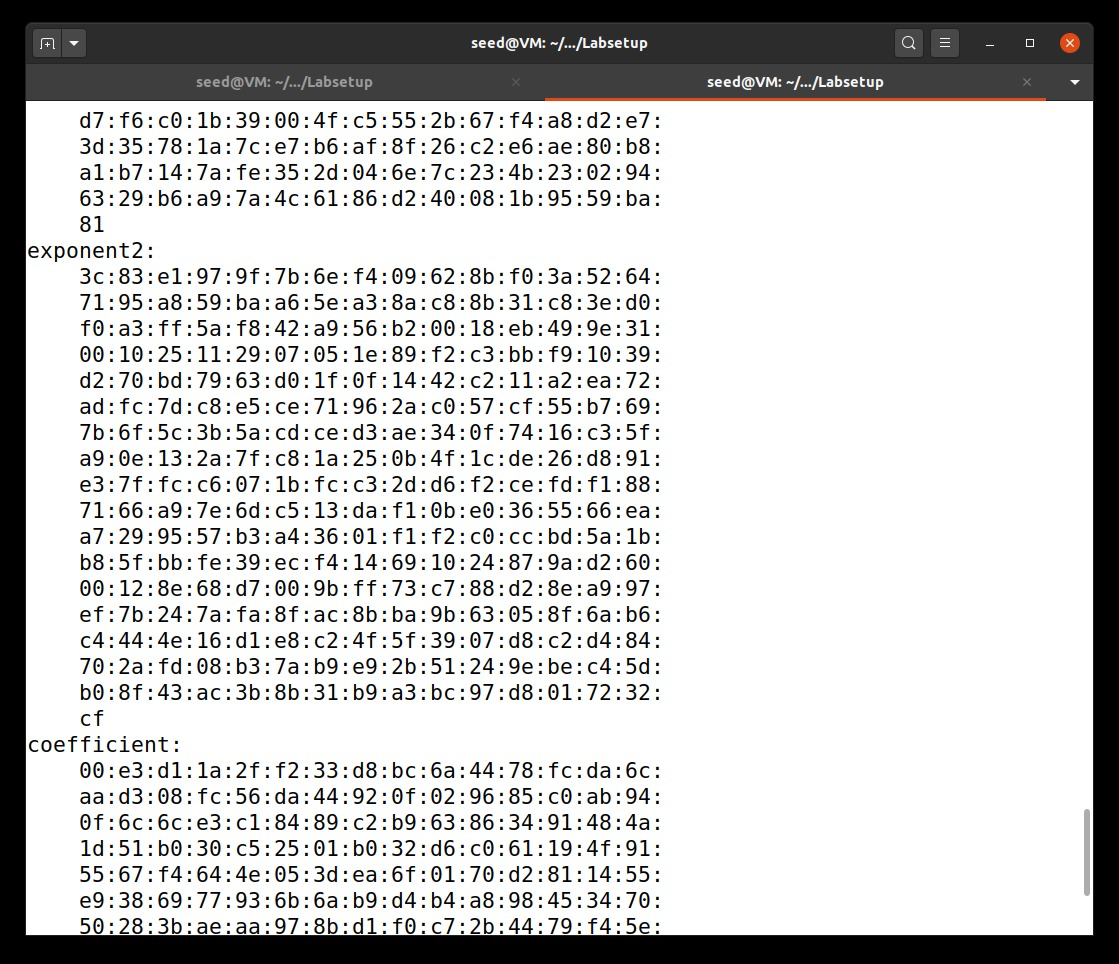 seed@VM: ~/.../Labsetup
seed@VM: ~/.../Labsetup
seed@VM: ~/.../Labsetup
d7:f6:c0:1b:39:00:4f:c5:55:2b:67:f4:a8:d2:e7:
3d:35:78:1a:7c:e7:b6:af:8f:26:c2:e6:ae:80:b8:
a1:b7:14:7a:fe:35:2d:04:6e:7c:23:4b:23:02:94:
63:29:b6:a9:7a:4c:61:86:d2:40:08:1b:95:59:ba:
81
exponent2:
3c:83:e1:97:9f:7b:6e:f4:09:62:8b:f0:3a:52:64:
71:95:a8:59:ba:a6:5e:a3:8a:c8:8b:31:c8:3e:d0:
f0:a3:ff:5a:f8:42:a9:56:b2:00:18:eb:49:9e:31:
00:10:25:11:29:07:05:1e:89:f2:c3:bb:f9:10:39:
d2:70:bd:79:63:d0:1f:0f:14:42:c2:11:a2:ea:72:
ad:fc:7d:c8:e5:ce:71:96:2a:c0:57:cf:55:b7:69:
7b:6f:5c:3b:5a:cd:ce:d3:ae:34:0f:74:16:c3:5f:
a9:0e:13:2a:7f:c8:1a:25:0b:4f:1c:de:26:d8:91:
e3:7f:fc:c6:07:1b:fc:c3:2d:d6:f2:ce:fd:f1:88:
71:66:a9:7e:6d:c5:13:da:f1:0b:e0:36:55:66:ea:
a7:29:95:57:b3:a4:36:01:f1:f2:c0:cc:bd:5a:1b:
b8:5f:bb:fe:39:ec:f4:14:69:10:24:87:9a:d2:60:
00:12:8e:68:d7:00:9b:ff:73:c7:88:d2:8e:a9:97:
ef:7b:24:7a:fa:8f:ac:8b:ba:9b:63:05:8f:6a:b6:
c4:44:4e:16:d1:e8:c2:4f:5f:39:07:d8:c2:d4:84:
70:2a:fd:08:b3:7a:b9:e9:2b:51:24:9e:be:c4:5d:
b0:8f:43:ac:3b:8b:31:b9:a3:bc:97:d8:01:72:32:
cf
coefficient:
00:e3:d1:1a:2f:f2:33:d8:bc:6a:44:78:fc:da:6c:
aa:d3:08:fc:56:da:44:92:0f:02:96:85:c0:ab:94:
0f:6c:6c:e3:c1:84:89:c2:b9:63:86:34:91:48:4a:
1d:51:b0:30:c5:25:01:b0:32:d6:c0:61:19:4f:91:
55:67:f4:64:4e:05:3d:ea:6f:01:70:d2:81:14:55:
e9:38:69:77:93:6b:6a:b9:d4:b4:a8:98:45:34:70:
50:28:3b:ae:aa:97:8b:d1:f0:c7:2b:44:79:f4:5e: